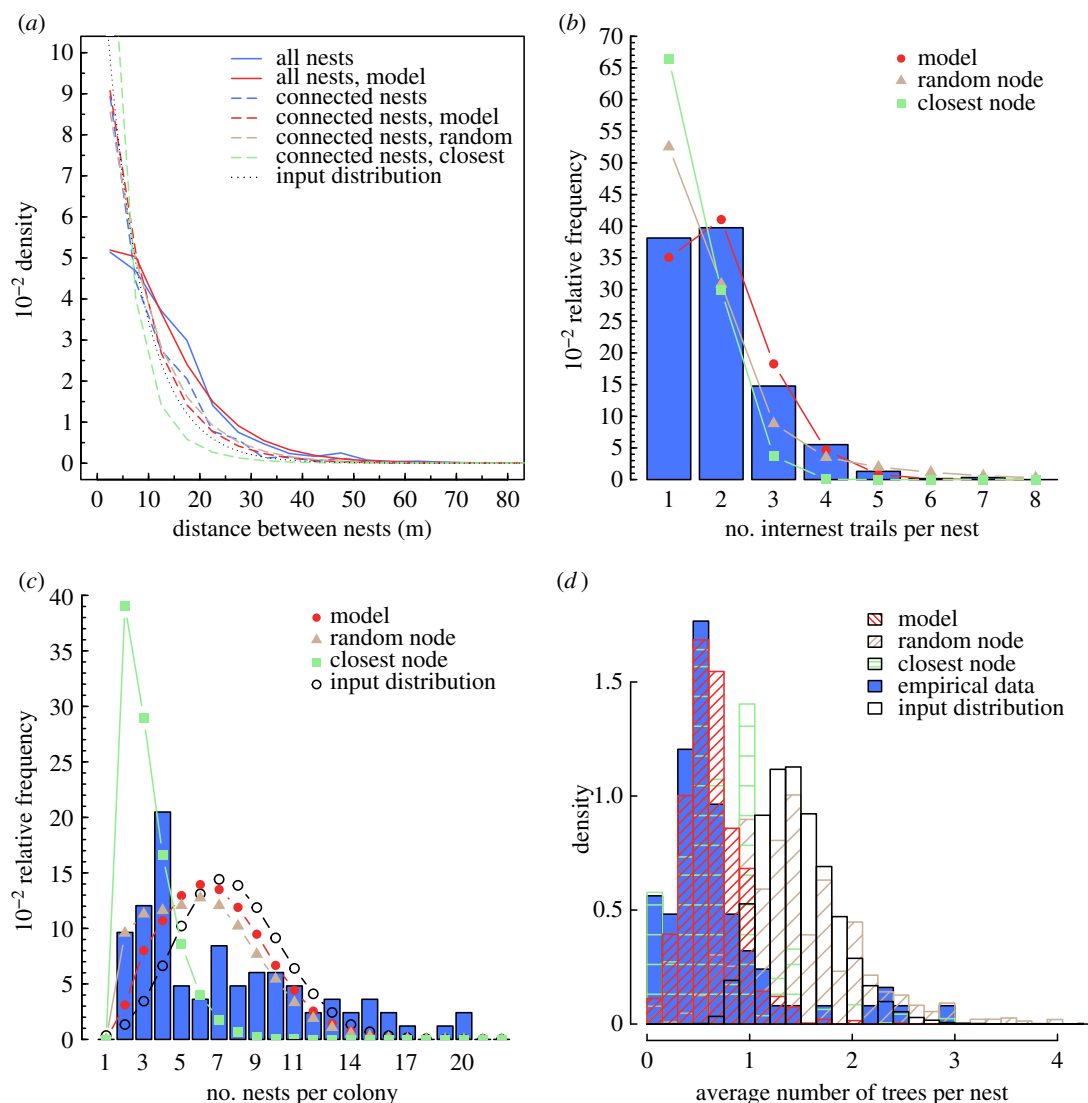 (a)
10
9
8
7
6
5
4
3
2
1
0
10⁻² density
all nests
all nests, model
connected nests
connected nests, model
connected nests, random
connected nests, closest
input distribution
0 10 20 30 40 50 60 70 80
distance between nests (m)
(b)
70
65
60
55
50
45
40
35
30
25
20
15
10
5
0
10⁻² relative frequency
model
random node
closest node
1 2 3 4 5 6 7 8
no. internest trails per nest
(c)
40
35
30
25
20
15
10
5
0
10⁻² relative frequency
model
random node
closest node
input distribution
1 3 5 7 9 11 14 17 20
no. nests per colony
(d)
1.5
1.0
0.5
0
density
model
random node
closest node
empirical data
input distribution
0 1 2 3 4
average number of trees per nest